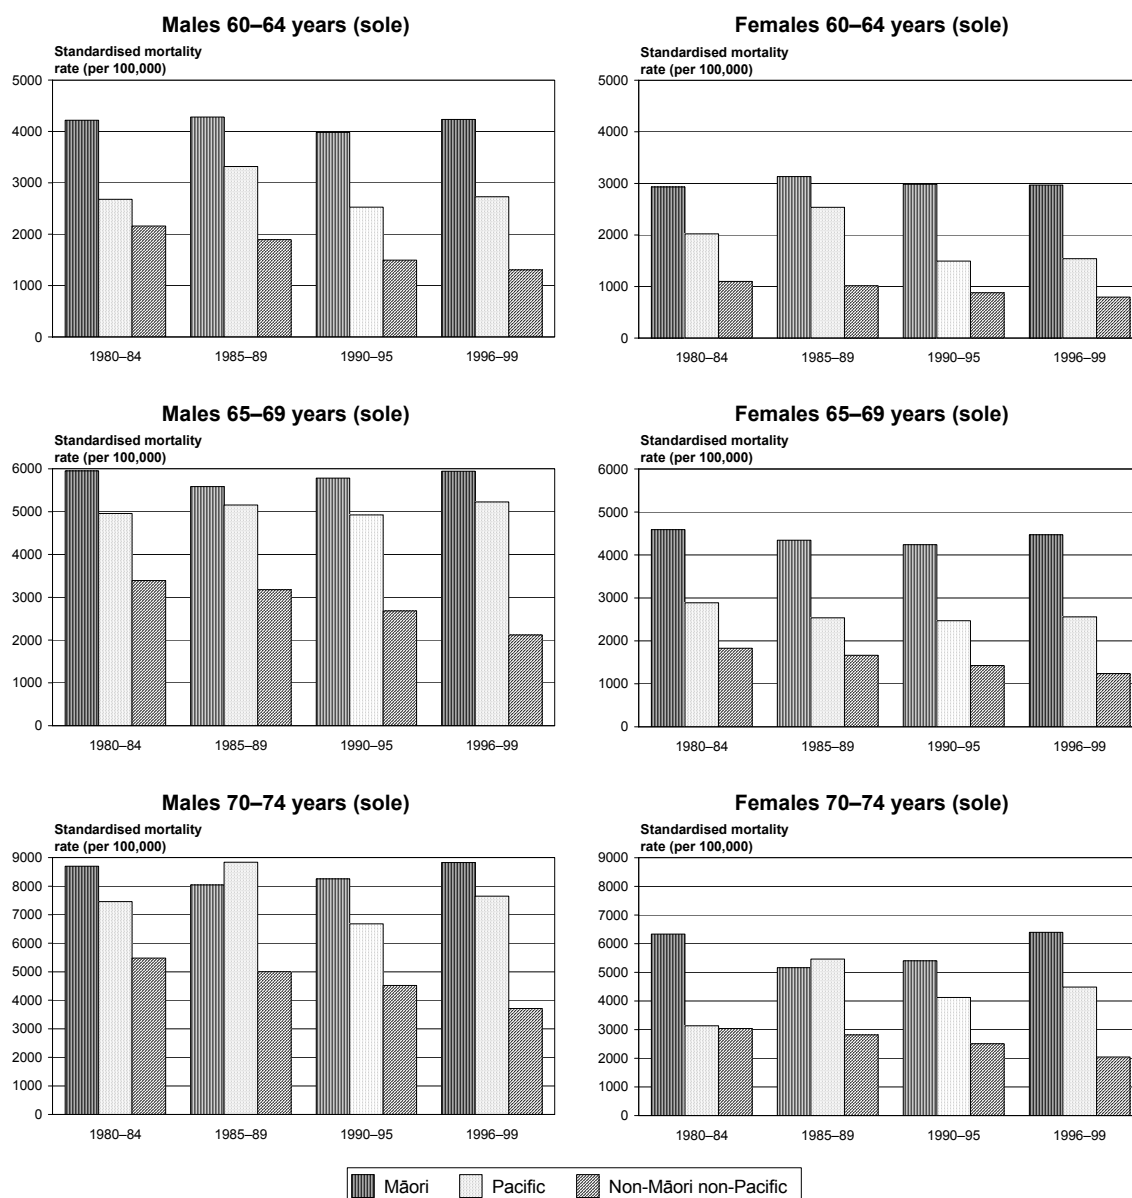 Males 60–64 years (sole)
Standardised mortality
rate (per 100,000)
5000
4000
3000
2000
1000
0
1980–84 1985–89 1990–95 1996–99
Females 60–64 years (sole)
Standardised mortality
rate (per 100,000)
5000
4000
3000
2000
1000
0
1980–84 1985–89 1990–95 1996–99
Males 65–69 years (sole)
Standardised mortality
rate (per 100,000)
6000
5000
4000
3000
2000
1000
0
1980–84 1985–89 1990–95 1996–99
Females 65–69 years (sole)
Standardised mortality
rate (per 100,000)
6000
5000
4000
3000
2000
1000
0
1980–84 1985–89 1990–95 1996–99
Males 70–74 years (sole)
Standardised mortality
rate (per 100,000)
9000
8000
7000
6000
5000
4000
3000
2000
1000
0
1980–84 1985–89 1990–95 1996–99
Females 70–74 years (sole)
Standardised mortality
rate (per 100,000)
9000
8000
7000
6000
5000
4000
3000
2000
1000
0
1980–84 1985–89 1990–95 1996–99
Māori Pacific Non-Māori non-Pacific